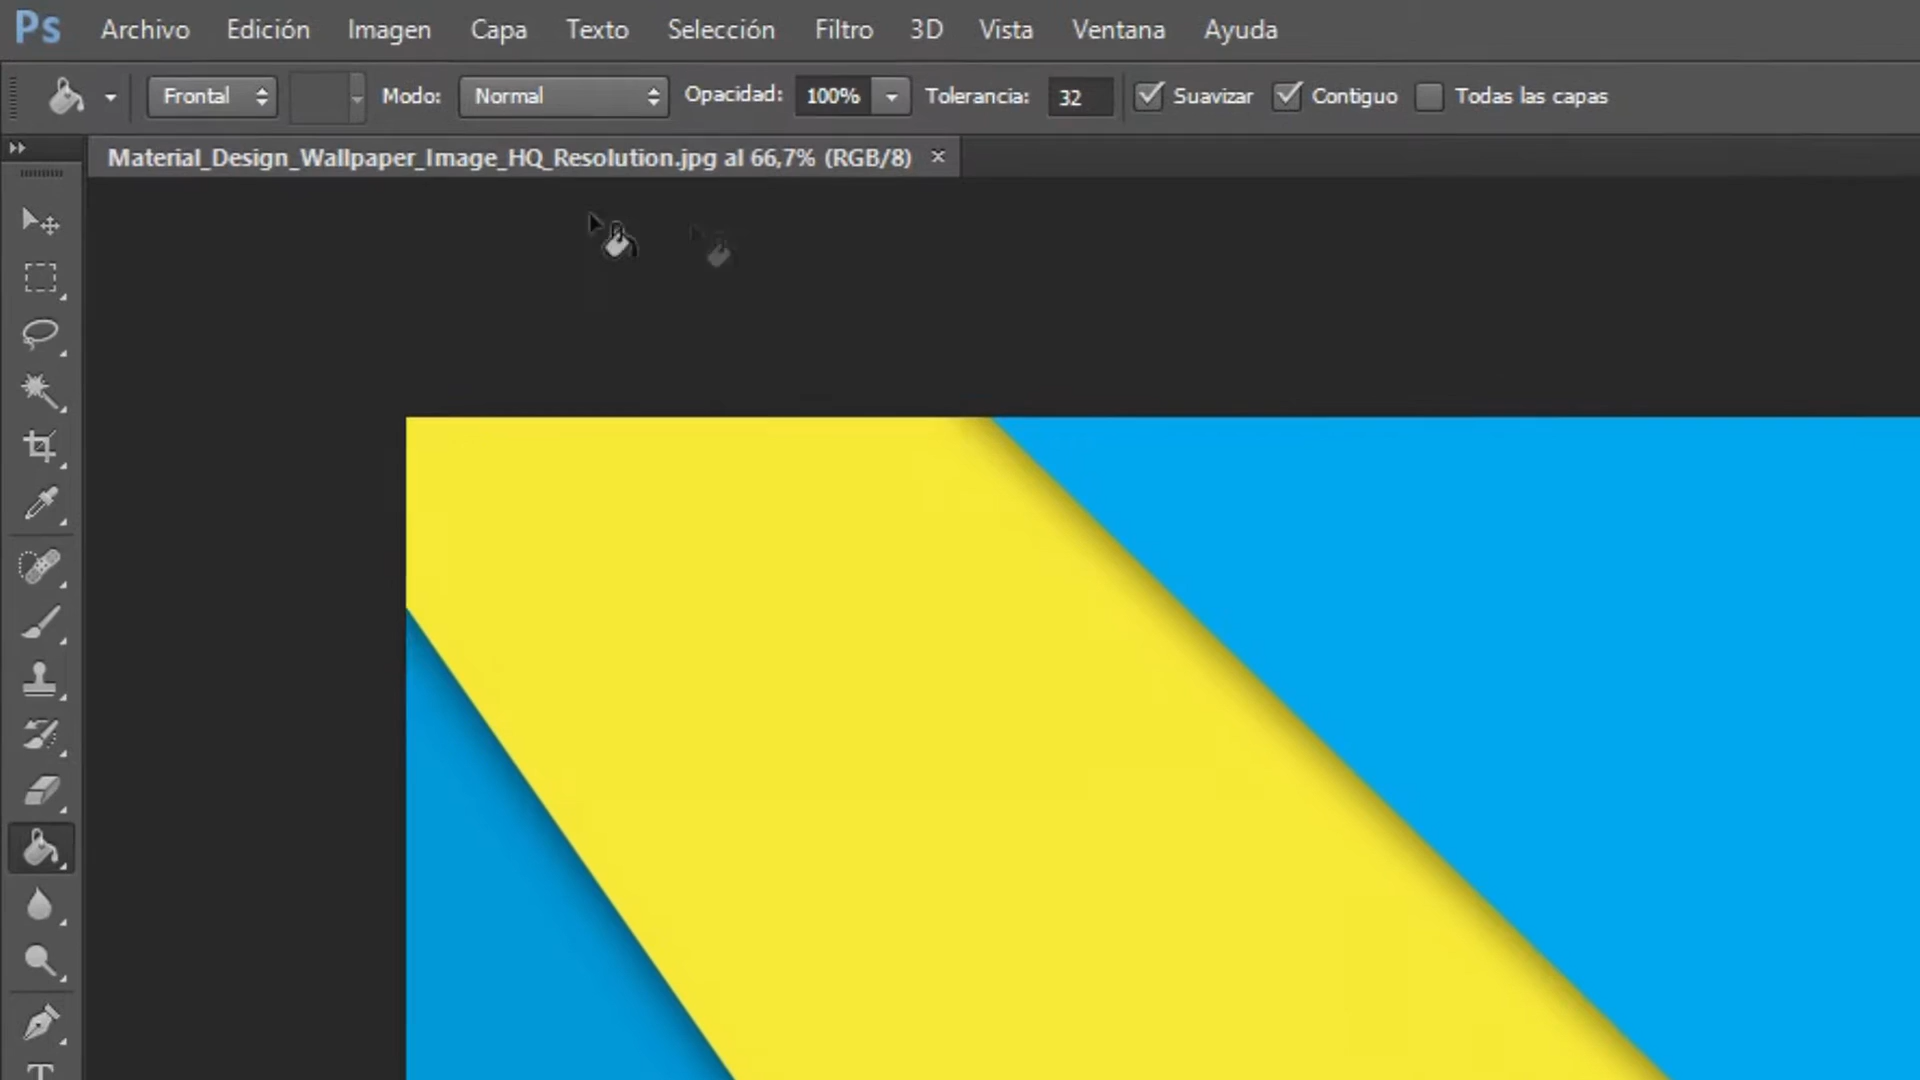 Ps Archivo Edición Imagen Capa Texto Selección Filtro 3D Vista Ventana Ayuda
Frontal Modo: Normal Opacidad: 100% Tolerancia: 32 Suavizar Contiguo Todas las capas
Material_Design_Wallpaper_Image_HQ_Resolution.jpg al 66,7% (RGB/8) ×